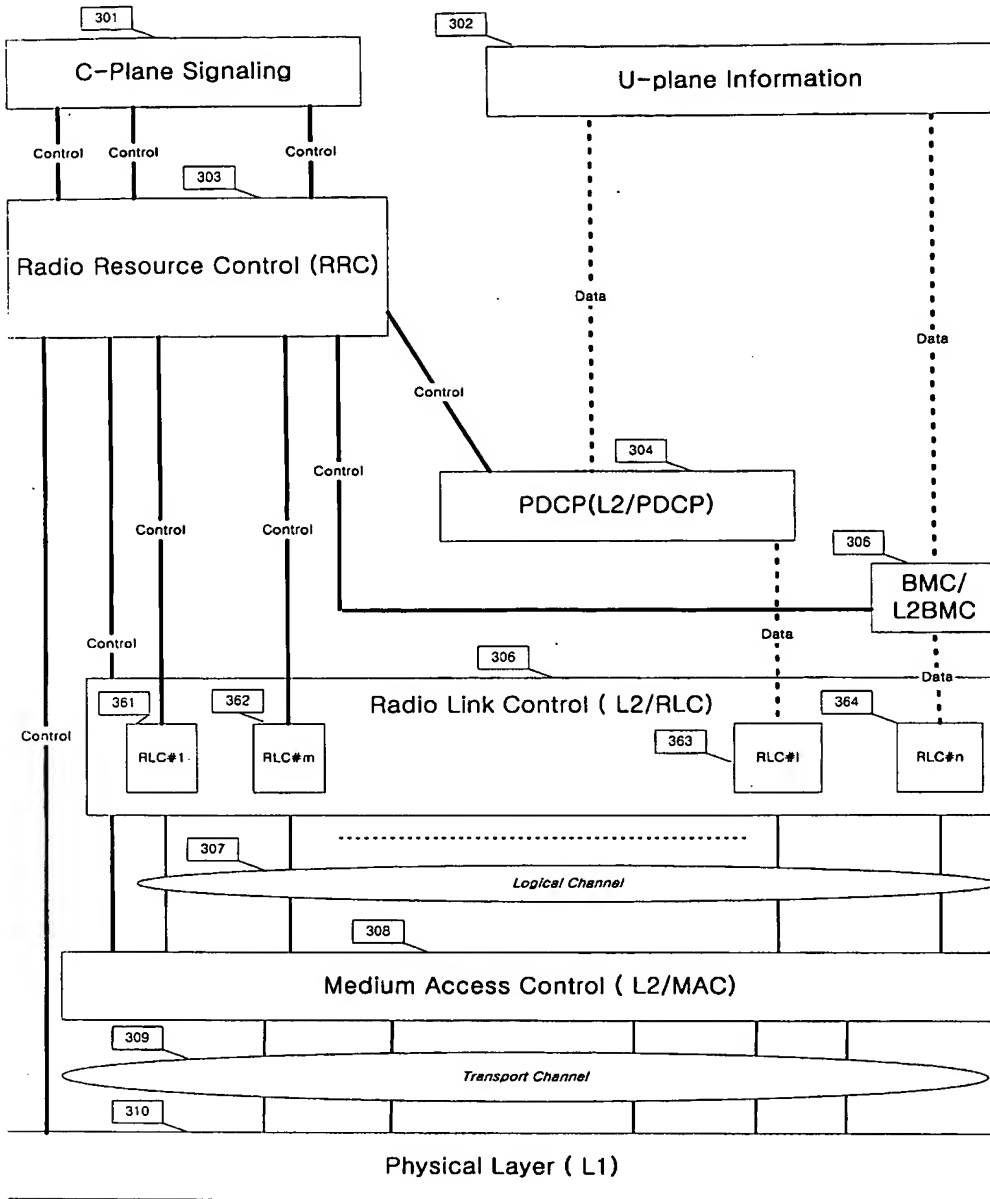 301
C-Plane Signaling
302
U-plane Information
Control
Control
Control
303
Radio Resource Control (RRC)
Data
Data
Control
304
PDCP(L2/PDCP)
Control
Control
Control
306
BMC/
L2BMC
Control
Data
306
Data
Radio Link Control ( L2/RLC)
361
362
363
364
Control
RLC#1
RLC#m
RLC#l
RLC#n
307
Logical Channel
308
Medium Access Control ( L2/MAC)
309
Transport Channel
310
Physical Layer ( L1)